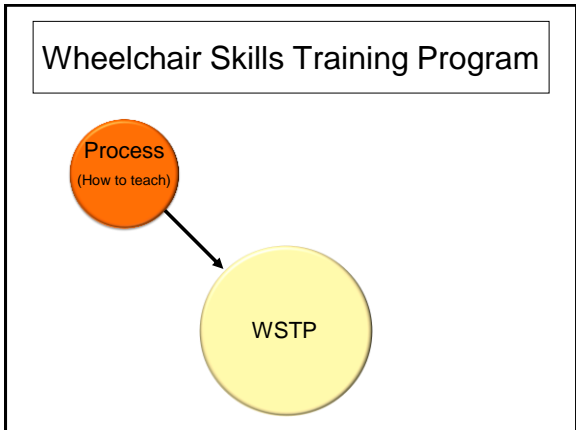 Wheelchair Skills Training Program
Process
(How to teach)
WSTP